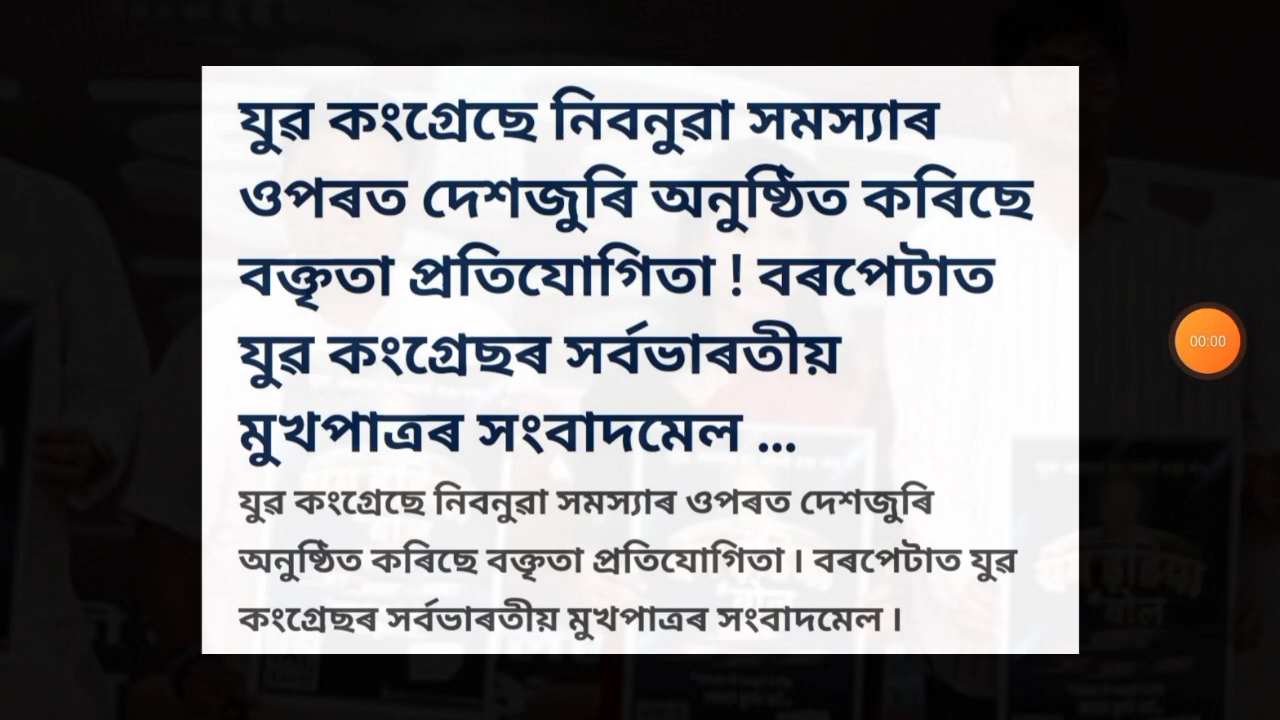 যুৱ কংগ্ৰেছে নিবনুৱা সমস্যাৰ
ওপৰত দেশজুৰি অনুষ্ঠিত কৰিছে
বক্তৃতা প্ৰতিযোগিতা ! বৰপেটাত
যুৱ কংগ্ৰেছৰ সৰ্বভাৰতীয়
মুখপাত্ৰৰ সংবাদমেল ...
যুৱ কংগ্ৰেছে নিবনুৱা সমস্যাৰ ওপৰত দেশজুৰি
অনুষ্ঠিত কৰিছে বক্তৃতা প্ৰতিযোগিতা । বৰপেটাত যুৱ
কংগ্ৰেছৰ সৰ্বভাৰতীয় মুখপাত্ৰৰ সংবাদমেল ।
00:00